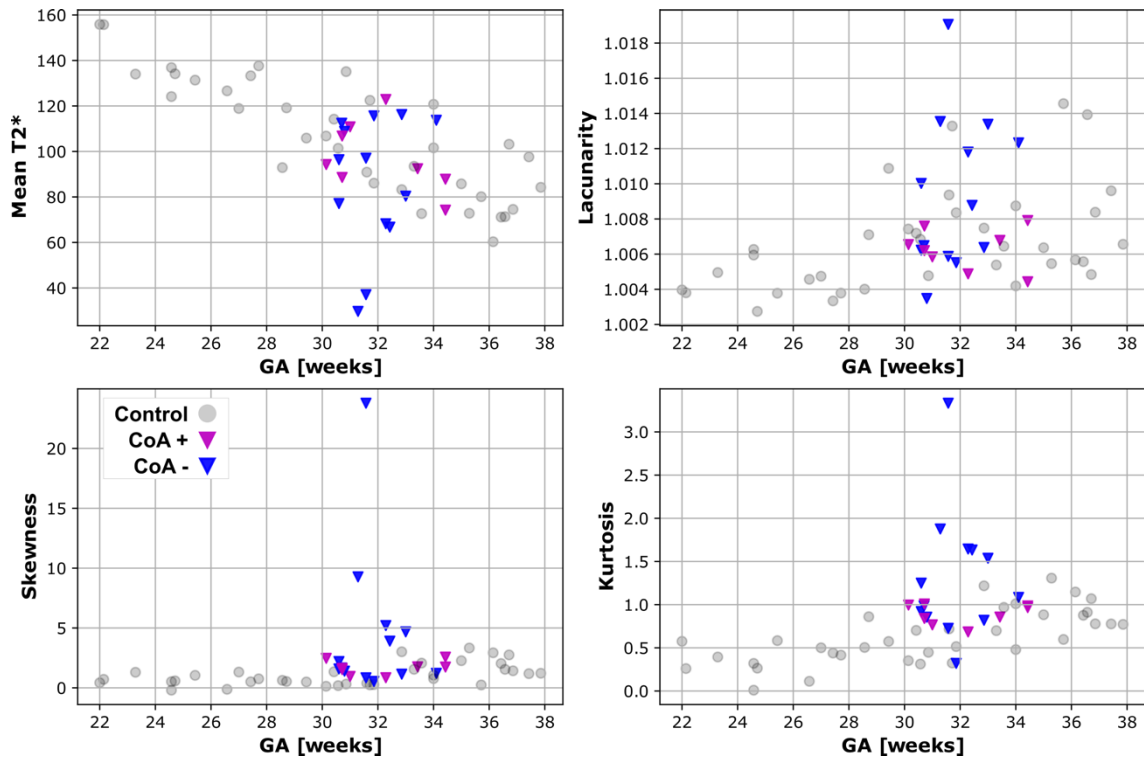 160
140
120
100
80
60
40
Mean T2*
22 24 26 28 30 32 34 36 38
GA [weeks]
1.018
1.016
1.014
1.012
1.010
1.008
1.006
1.004
1.002
Lacunarity
22 24 26 28 30 32 34 36 38
GA [weeks]
20
15
10
5
0
Skewness
Control
CoA +
CoA -
22 24 26 28 30 32 34 36 38
GA [weeks]
3.0
2.5
2.0
1.5
1.0
0.5
0.0
Kurtosis
22 24 26 28 30 32 34 36 38
GA [weeks]